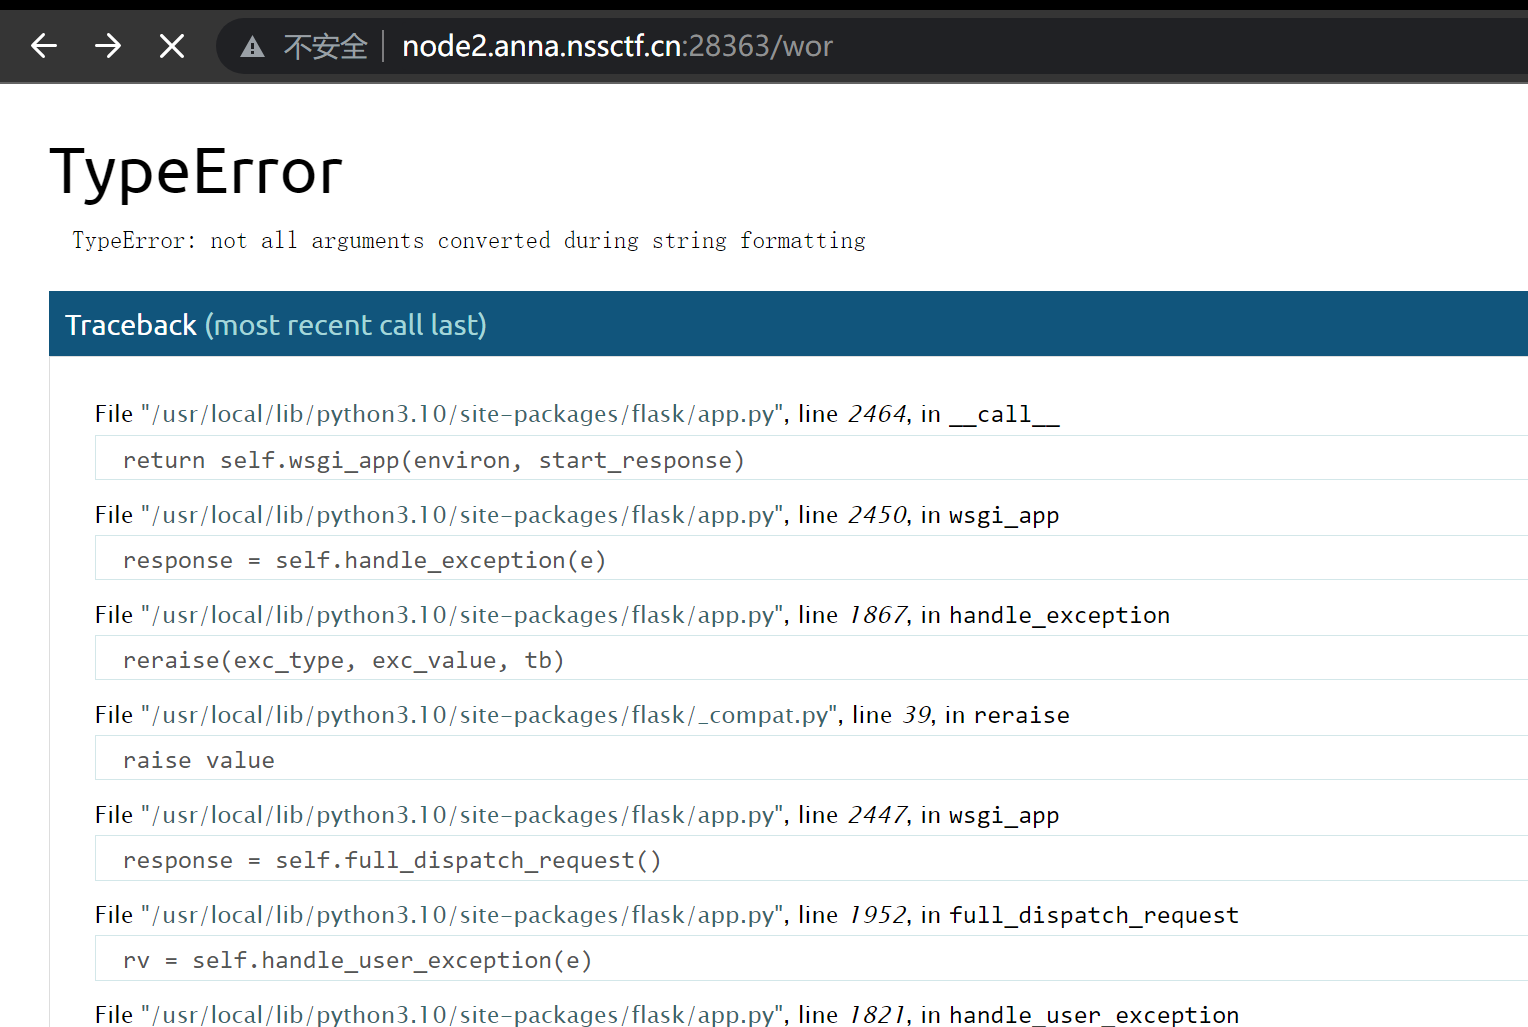 不安全 node2.anna.nssctf.cn:28363/wor
TypeError
TypeError: not all arguments converted during string formatting
Traceback (most recent call last)
File "/usr/local/lib/python3.10/site-packages/flask/app.py", line 2464, in __call__
return self.wsgi_app(environ, start_response)
File "/usr/local/lib/python3.10/site-packages/flask/app.py", line 2450, in wsgi_app
response = self.handle_exception(e)
File "/usr/local/lib/python3.10/site-packages/flask/app.py", line 1867, in handle_exception
reraise(exc_type, exc_value, tb)
File "/usr/local/lib/python3.10/site-packages/flask/_compat.py", line 39, in reraise
raise value
File "/usr/local/lib/python3.10/site-packages/flask/app.py", line 2447, in wsgi_app
response = self.full_dispatch_request()
File "/usr/local/lib/python3.10/site-packages/flask/app.py", line 1952, in full_dispatch_request
rv = self.handle_user_exception(e)
File "/usr/local/lib/python3.10/site-packages/flask/app.py", line 1821, in handle_user_exception